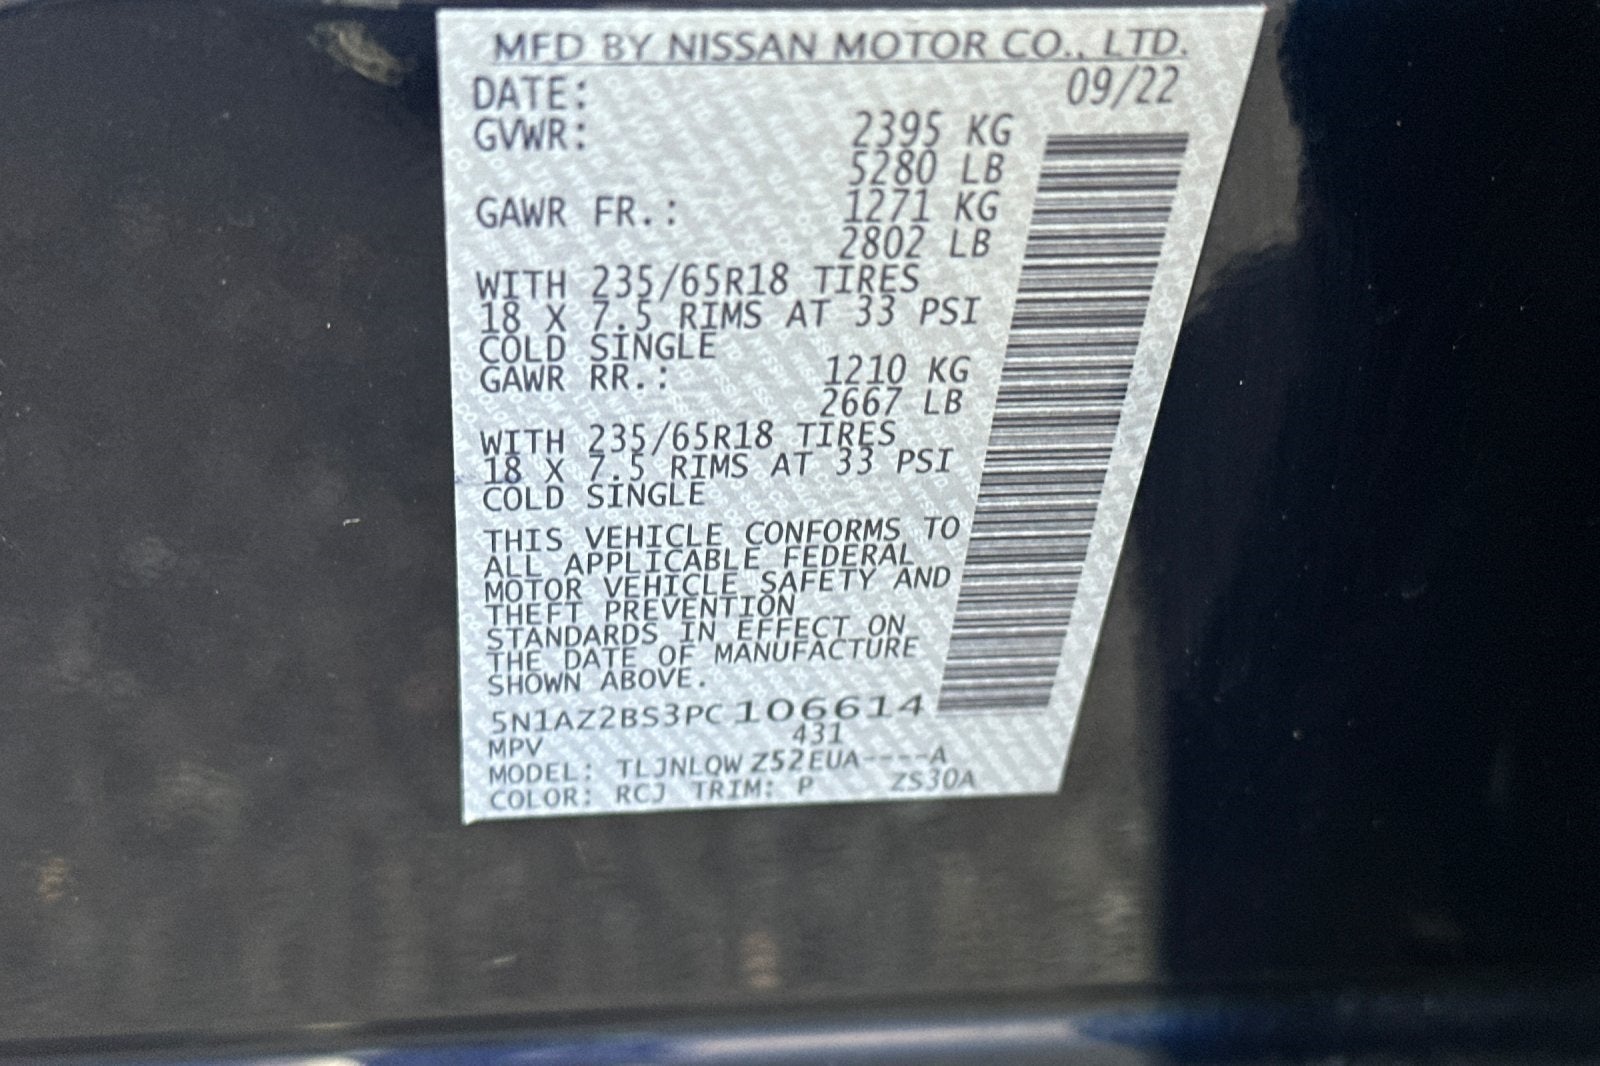 MFD BY NISSAN MOTOR CO., LTD.
DATE: 09/22
GVWR: 2395 KG
5280 LB
GAWR FR.: 1271 KG
2802 LB
WITH 235/65R18 TIRES
18 X 7.5 RIMS AT 33 PSI
COLD SINGLE
GAWR RR.: 1210 KG
2667 LB
WITH 235/65R18 TIRES
18 X 7.5 RIMS AT 33 PSI
COLD SINGLE
THIS VEHICLE CONFORMS TO
ALL APPLICABLE FEDERAL
MOTOR VEHICLE SAFETY AND
THEFT PREVENTION
STANDARDS IN EFFECT ON
THE DATE OF MANUFACTURE
SHOWN ABOVE.
5N1AZ2BS3PC106614
MPV 431
MODEL: TLJNLQW Z52EUA----A
COLOR: RCJ TRIM: P ZS30A